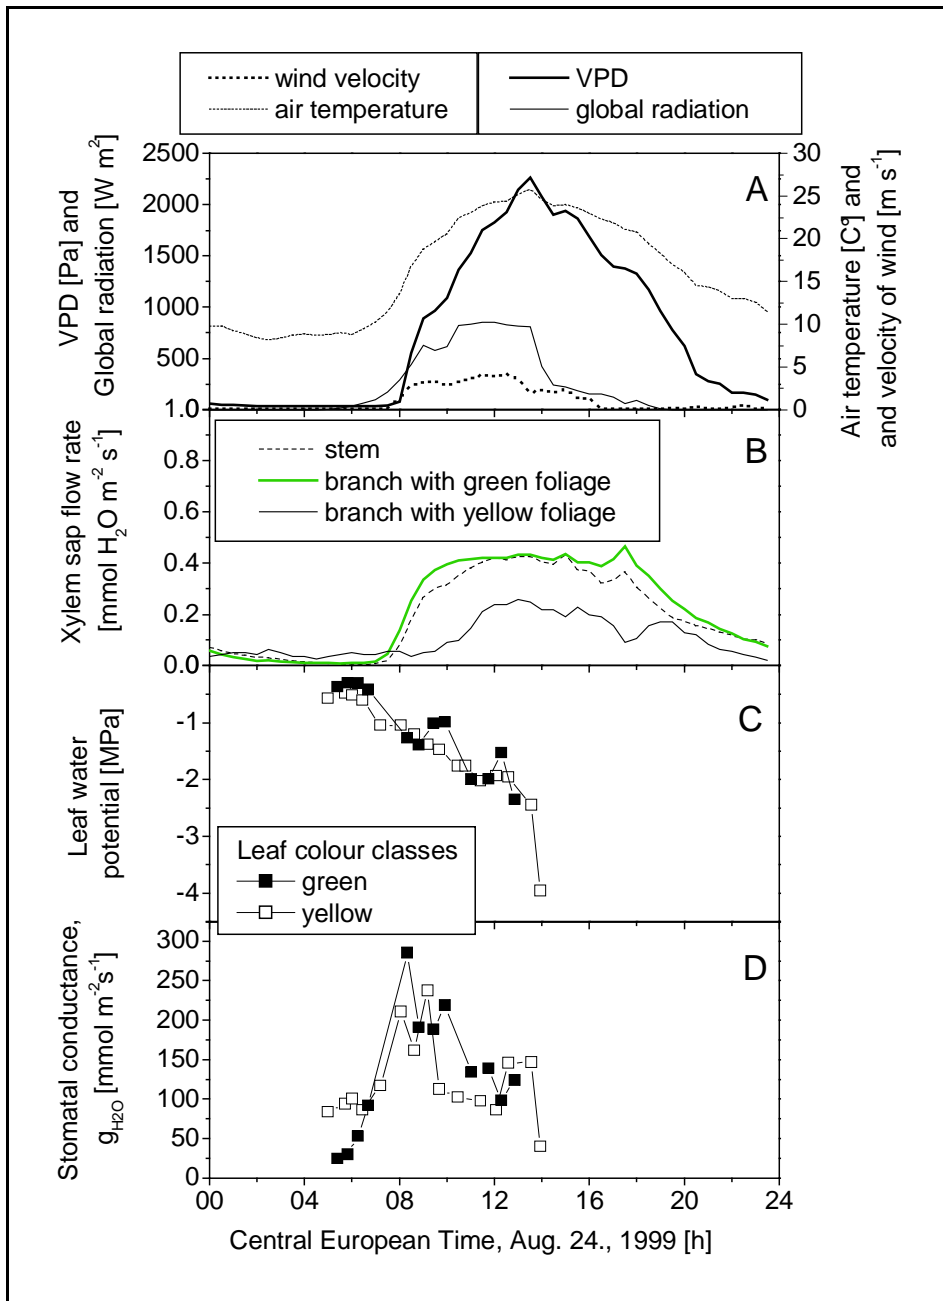 wind velocity
air temperature
VPD
global radiation
VPD [Pa] and
Global radiation [W m²]
2500
2000
1500
1000
500
1.0
A
30
25
20
15
10
5
0
Air temperature [C°] and
and velocity of wind [m s⁻¹]
Xylem sap flow rate
[mmol H₂O m⁻² s⁻¹]
0.8
0.6
0.4
0.2
0.0
B
stem
branch with green foliage
branch with yellow foliage
Leaf water
potential [MPa]
-1
-2
-3
-4
C
Leaf colour classes
green
yellow
Stomatal conductance,
g_H2O [mmol m⁻²s⁻¹]
300
250
200
150
100
50
0
D
00 04 08 12 16 20 24
Central European Time, Aug. 24., 1999 [h]